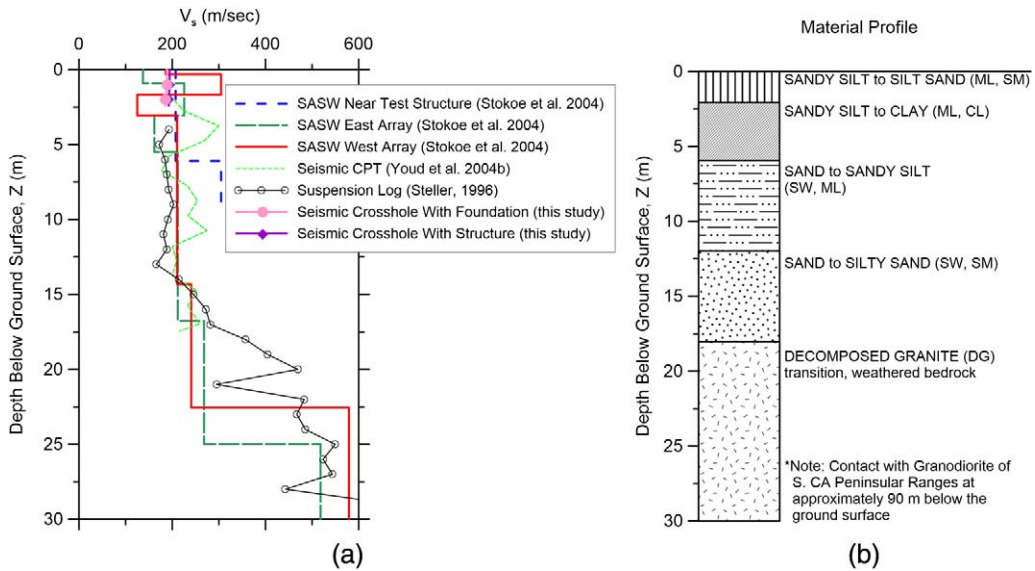 V_s (m/sec)
0 200 400 600
0
5
10
15
20
25
30
Depth Below Ground Surface, Z (m)
SASW Near Test Structure (Stokoe et al. 2004)
SASW East Array (Stokoe et al. 2004)
SASW West Array (Stokoe et al. 2004)
Seismic CPT (Youd et al. 2004b)
Suspension Log (Steller, 1996)
Seismic Crosshole With Foundation (this study)
Seismic Crosshole With Structure (this study)
(a)
Material Profile
0
5
10
15
20
25
30
Depth Below Ground Surface, Z (m)
SANDY SILT to SILT SAND (ML, SM)
SANDY SILT to CLAY (ML, CL)
SAND to SANDY SILT
(SW, ML)
SAND to SILTY SAND (SW, SM)
DECOMPOSED GRANITE (DG)
transition, weathered bedrock
*Note: Contact with Granodiorite of
S. CA Peninsular Ranges at
approximately 90 m below the
ground surface
(b)